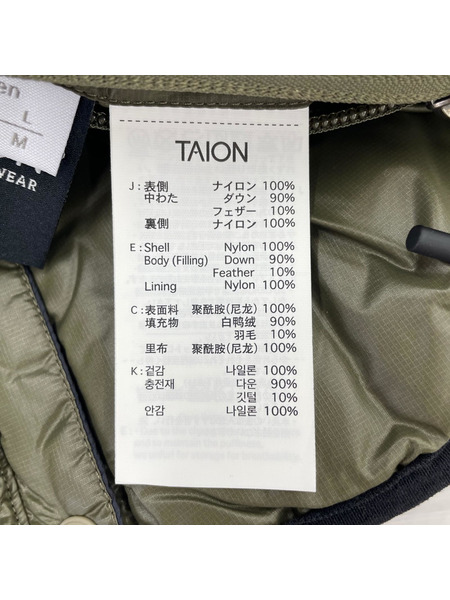 en
L
M
WEAR
TAION
J : 表側 ナイロン 100%
中わた ダウン 90%
フェザー 10%
裏側 ナイロン 100%
E : Shell Nylon 100%
Body (Filling) Down 90%
Feather 10%
Lining Nylon 100%
C : 表面料 聚酰胺(尼龙) 100%
填充物 白鸭绒 90%
羽毛 10%
里布 聚酰胺(尼龙) 100%
K : 겉감 나일론 100%
충전재 다운 90%
깃털 10%
안감 나일론 100%